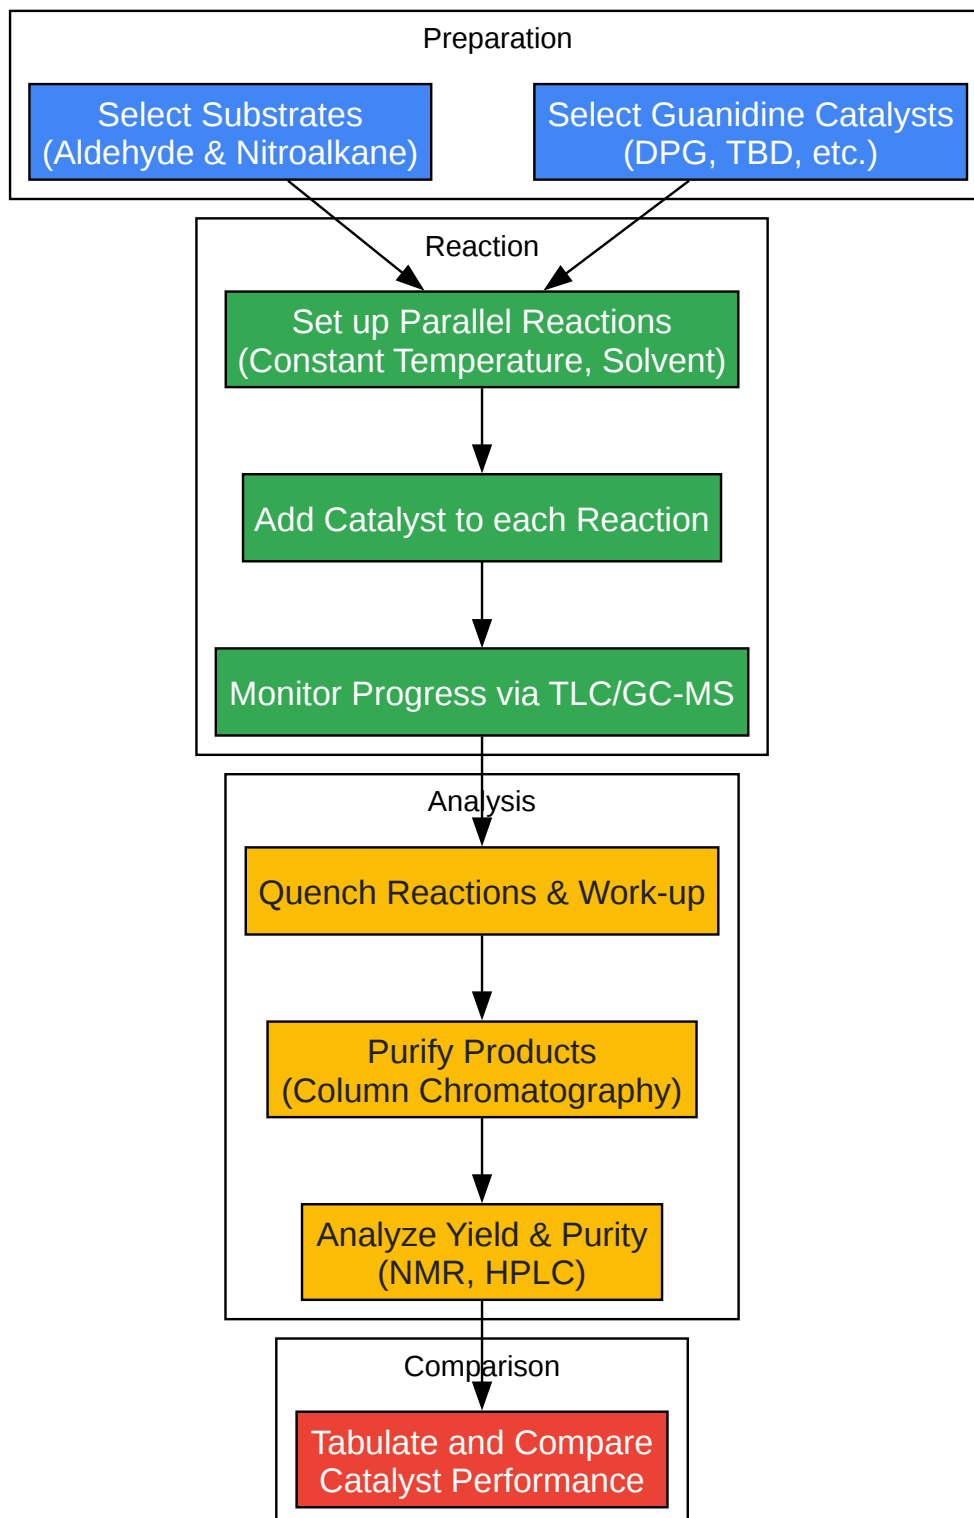 Preparation
Select Substrates
(Aldehyde & Nitroalkane)
Select Guanidine Catalysts
(DPG, TBD, etc.)
Reaction
Set up Parallel Reactions
(Constant Temperature, Solvent)
Add Catalyst to each Reaction
Monitor Progress via TLC/GC-MS
Analysis
Quench Reactions & Work-up
Purify Products
(Column Chromatography)
Analyze Yield & Purity
(NMR, HPLC)
Comparison
Tabulate and Compare
Catalyst Performance